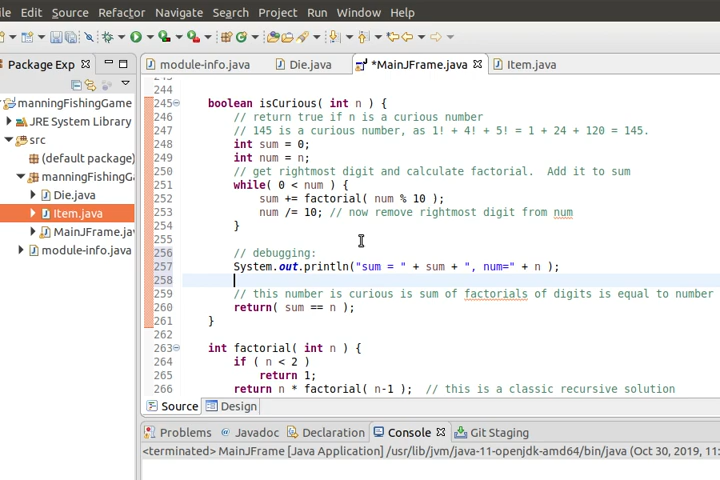 ile Edit Source Refactor Navigate Search Project Run Window Help
Package Exp
module-info.java Die.java *MainJFrame.java Item.java
manningFishingGame
JRE System Library
src
(default package)
manningFishingGa
Die.java
Item.java
MainJFrame.jav
module-info.java
244
245 boolean isCurious( int n ) {
246 // return true if n is a curious number
247 // 145 is a curious number, as 1! + 4! + 5! = 1 + 24 + 120 = 145.
248 int sum = 0;
249 int num = n;
250 // get rightmost digit and calculate factorial.  Add it to sum
251 while( 0 < num ) {
252 sum += factorial( num % 10 );
253 num /= 10; // now remove rightmost digit from num
254 }
255
256 // debugging:
257 System.out.println("sum = " + sum + ", num=" + n );
258
259 // this number is curious is sum of factorials of digits is equal to number
260 return( sum == n );
261 }
262
263 int factorial( int n ) {
264 if ( n < 2 )
265 return 1;
266 return n * factorial( n-1 );  // this is a classic recursive solution
Source Design
Problems Javadoc Declaration Console Git Staging
<terminated> MainJFrame [Java Application] /usr/lib/jvm/java-11-openjdk-amd64/bin/java (Oct 30, 2019, 11: